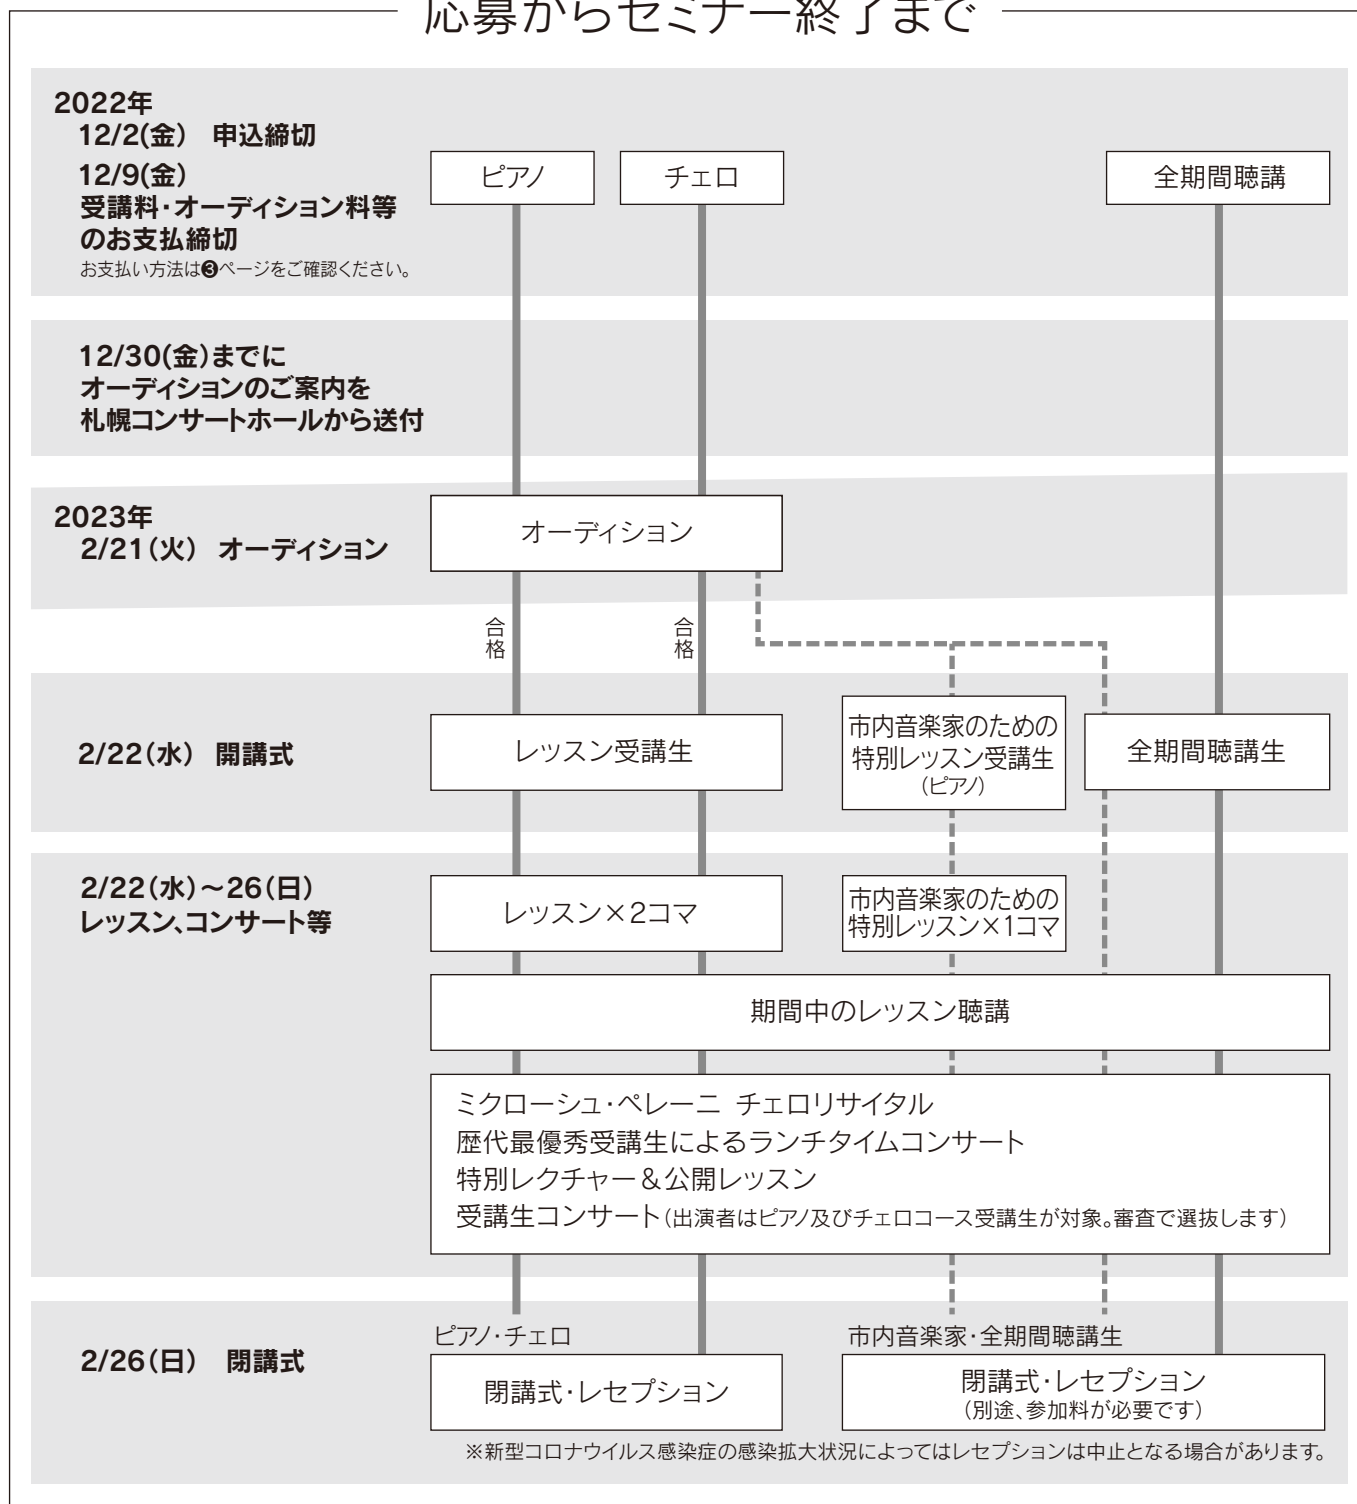 応募からセミナー終了まで
2022年
12/2(金) 申込締切
12/9(金)
受講料・オーディション料等
のお支払締切
お支払い方法は❸ページをご確認ください。
ピアノ
チェロ
全期間聴講
12/30(金)までに
オーディションのご案内を
札幌コンサートホールから送付
2023年
2/21(火) オーディション
オーディション
合格
合格
2/22(水) 開講式
レッスン受講生
市内音楽家のための
特別レッスン受講生
(ピアノ)
全期間聴講生
2/22(水)~26(日)
レッスン、コンサート等
レッスン×2コマ
市内音楽家のための
特別レッスン×1コマ
期間中のレッスン聴講
ミクローシュ・ペレーニ チェロリサイタル
歴代最優秀受講生によるランチタイムコンサート
特別レクチャー&公開レッスン
受講生コンサート(出演者はピアノ及びチェロコース受講生が対象。審査で選抜します)
2/26(日) 閉講式
ピアノ・チェロ
閉講式・レセプション
市内音楽家・全期間聴講生
閉講式・レセプション
(別途、参加料が必要です)
※新型コロナウイルス感染症の感染拡大状況によってはレセプションは中止となる場合があります。